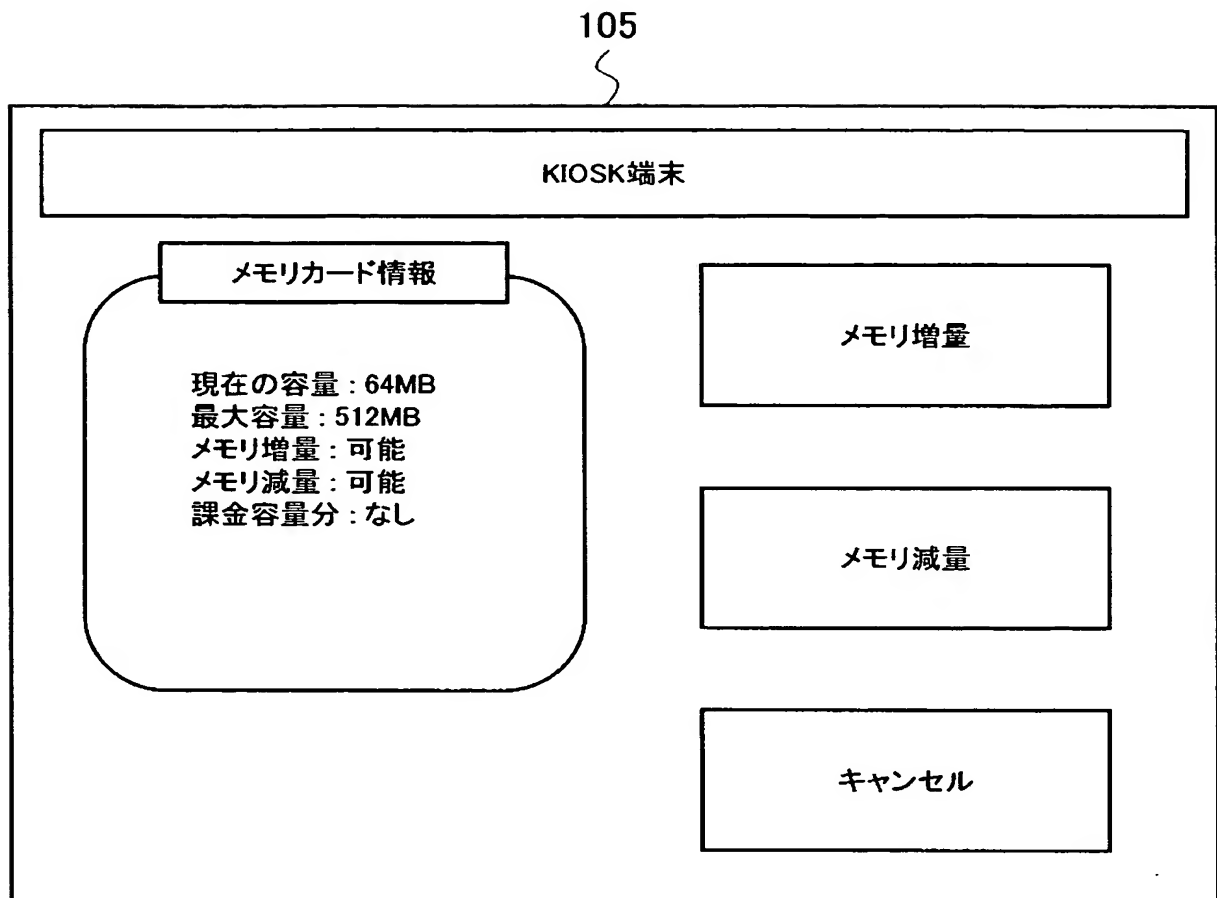 105
KIOSK端末
メモリカード情報
現在の容量：64MB
最大容量：512MB
メモリ増量：可能
メモリ減量：可能
課金容量分：なし
メモリ増量
メモリ減量
キャンセル